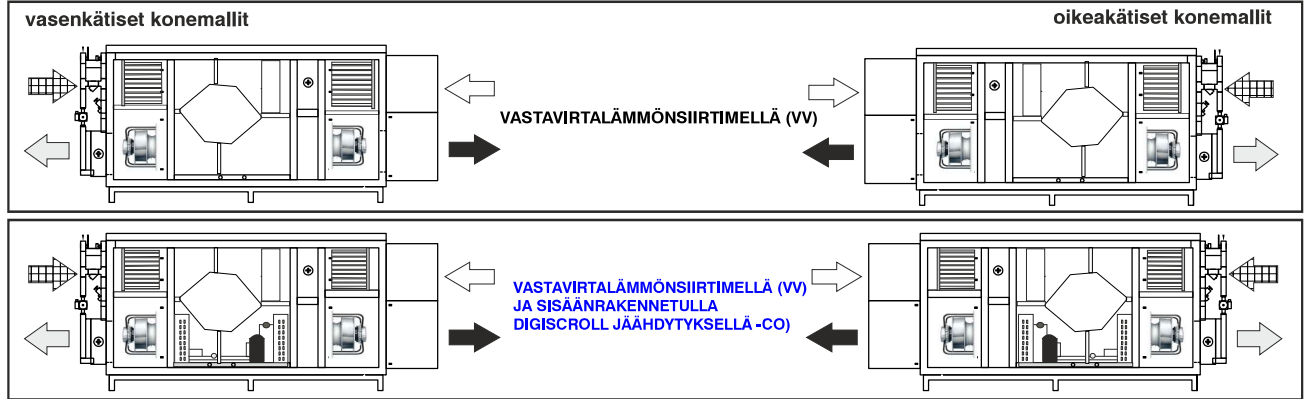 vasenkätiset konemallit
oikeakätiset konemallit
VASTAVIRTALÄMMÖNSIIRTIMELLÄ (VV)
VASTAVIRTALÄMMÖNSIIRTIMELLÄ (VV)
JA SISÄÄNRAKENNETULLA
DIGISCROLL JÄÄHDYTYKSELLÄ -CO)